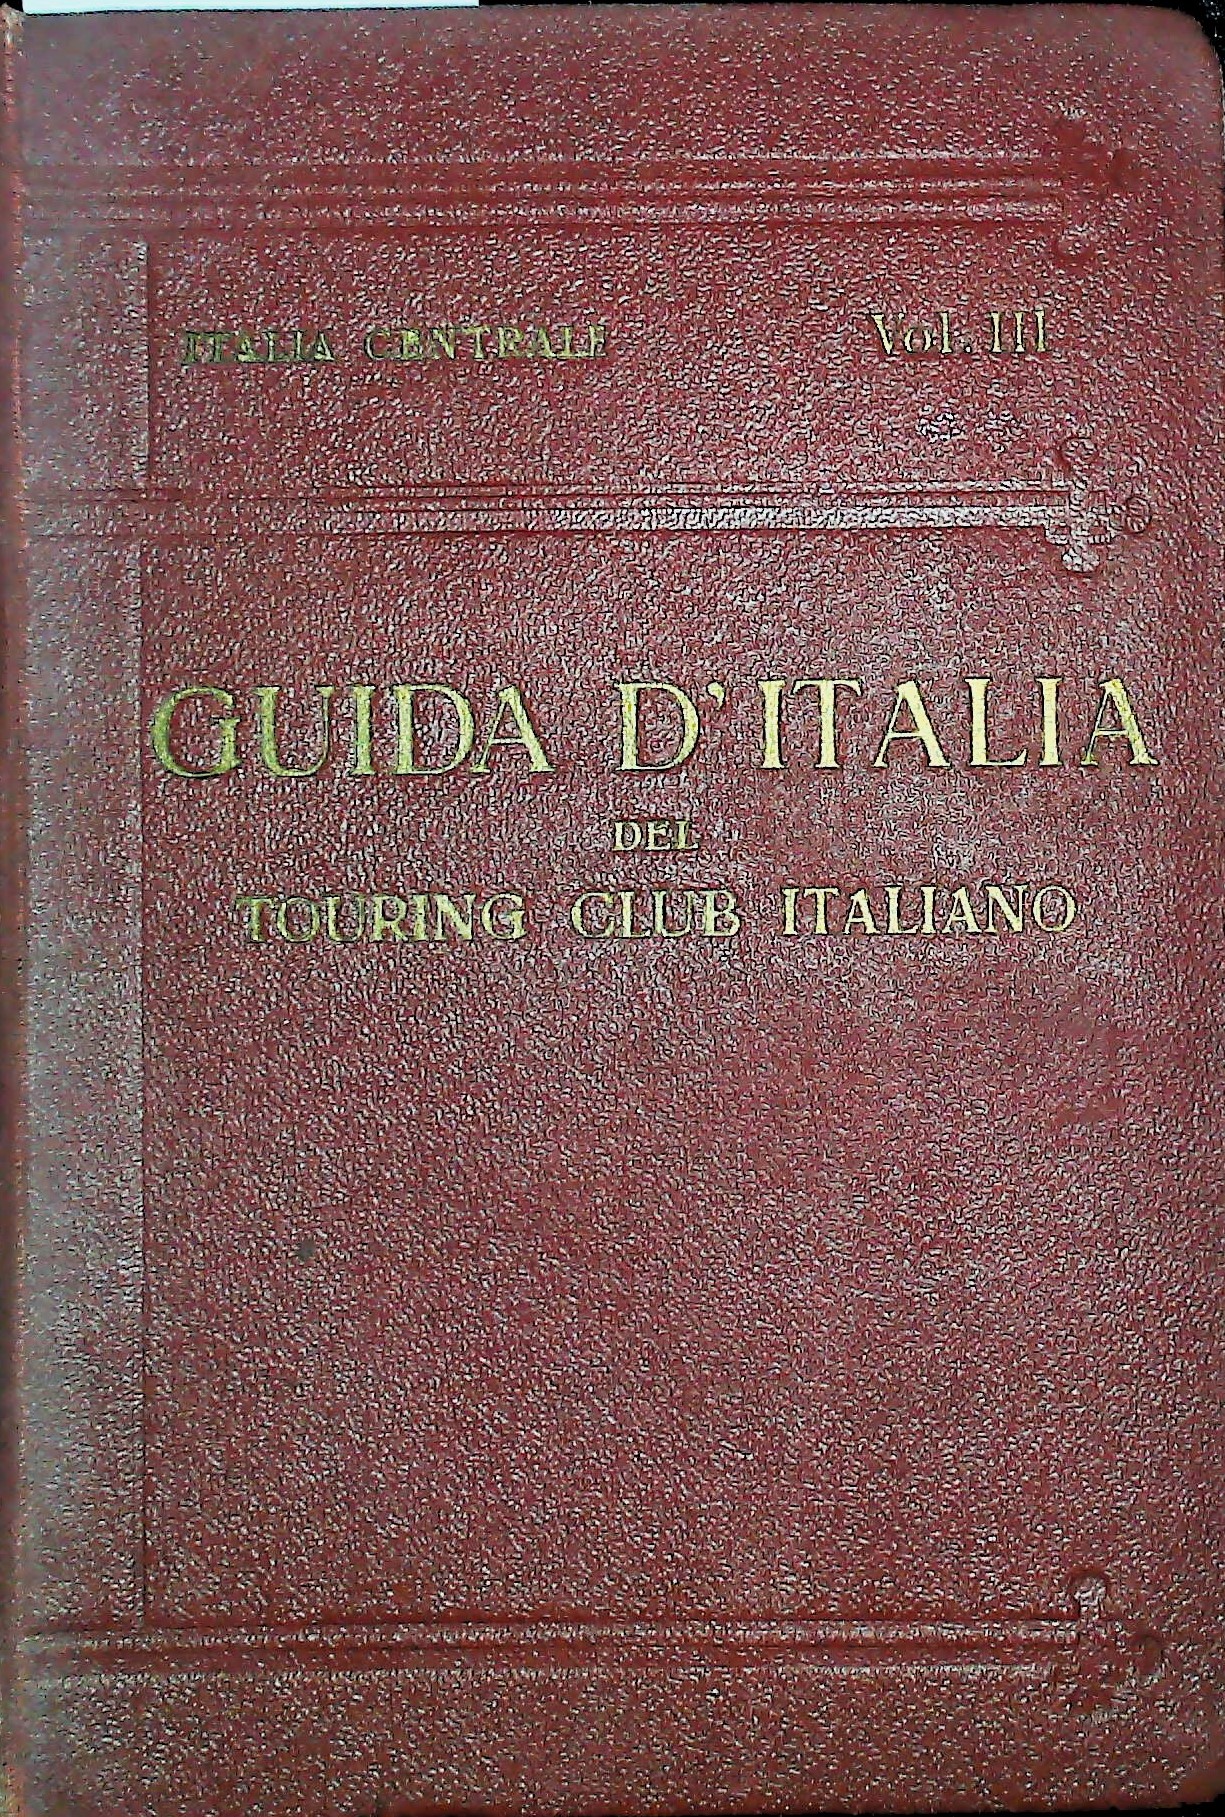 ITALIA CENTRALE Vol. III
GUIDA D'ITALIA
DEL
TOURING CLUB ITALIANO